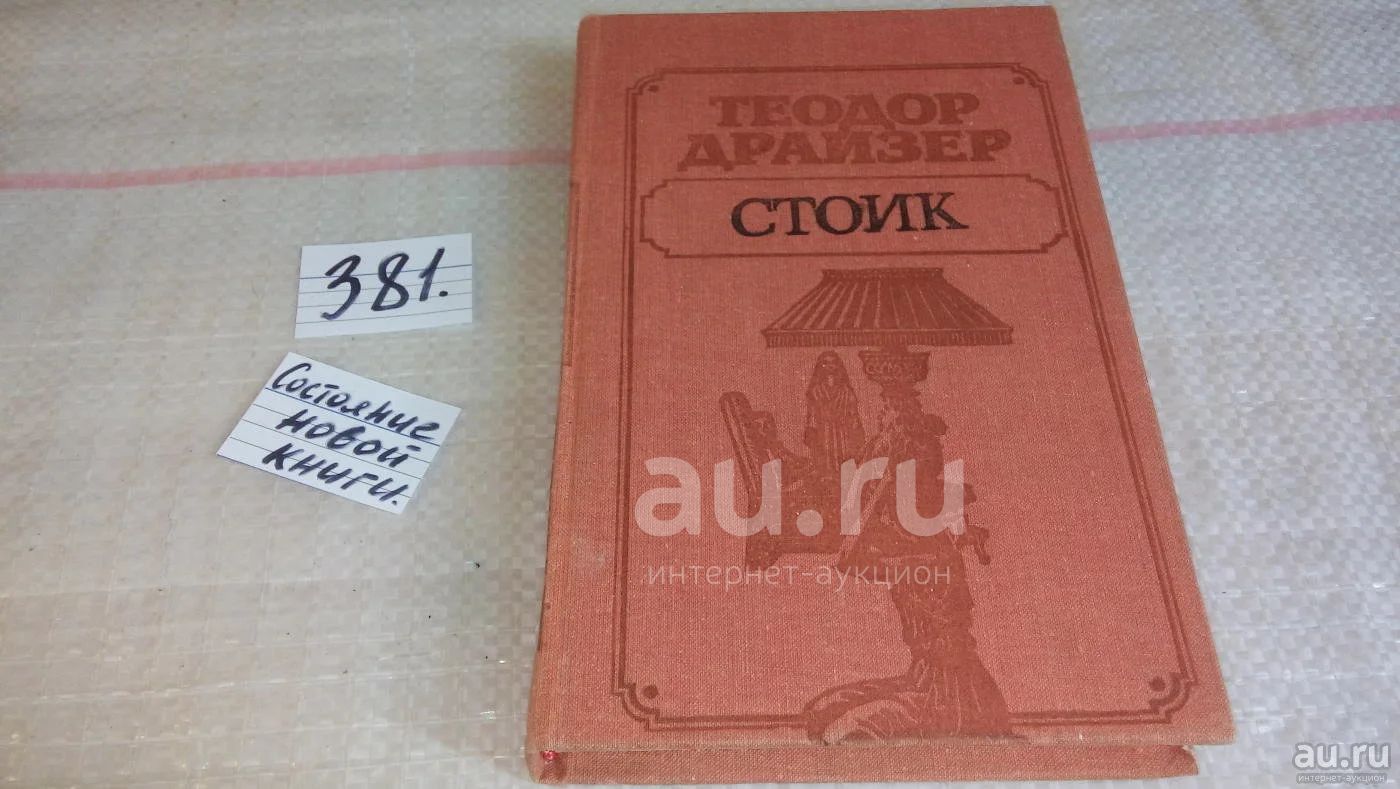 ТЕОДОР
ДРАЙЗЕР
СТОИК
381.
Состояние
новой
книги.
au.ru
интернет-аукцион
au.ru
интернет-аукцион